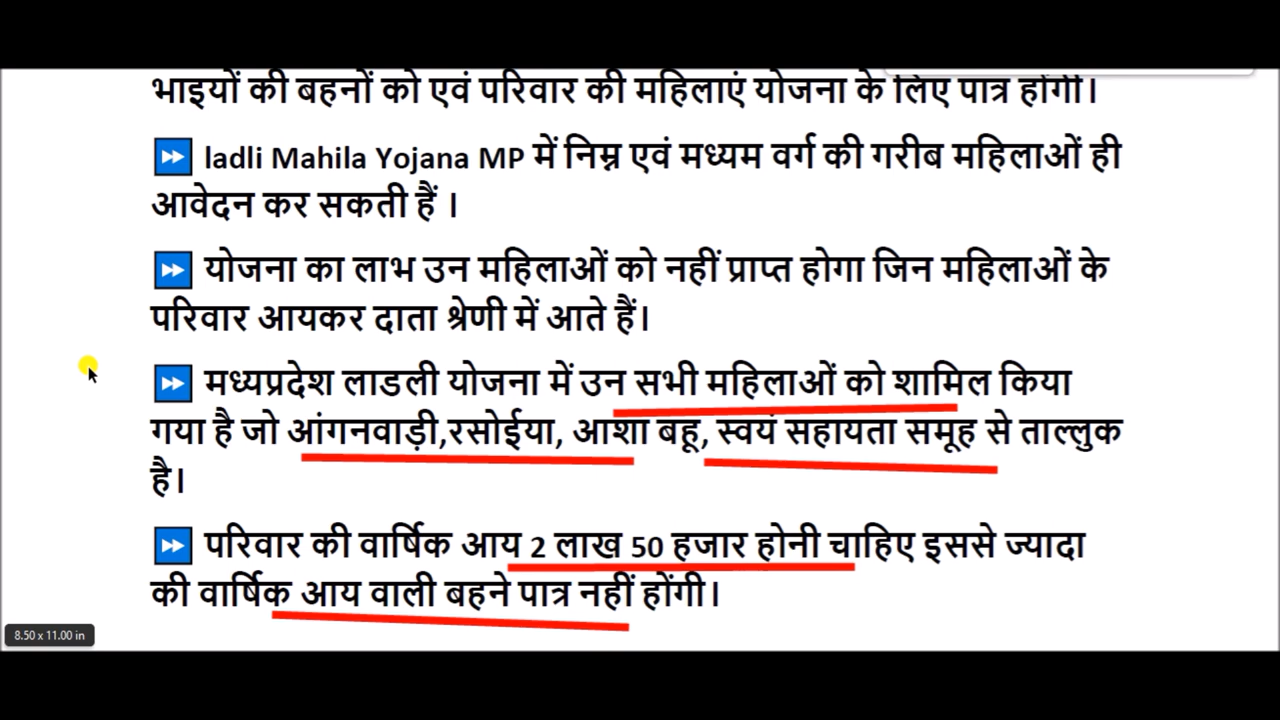 भाइयों की बहनों को एवं परिवार की महिलाएं योजना के लिए पात्र होंगी।
⏩ ladli Mahila Yojana MP में निम्न एवं मध्यम वर्ग की गरीब महिलाओं ही
आवेदन कर सकती हैं ।
⏩ योजना का लाभ उन महिलाओं को नहीं प्राप्त होगा जिन महिलाओं के
परिवार आयकर दाता श्रेणी में आते हैं।
⏩ मध्यप्रदेश लाडली योजना में उन सभी महिलाओं को शामिल किया
गया है जो आंगनवाड़ी,रसोईया, आशा बहू, स्वयं सहायता समूह से ताल्लुक
है।
⏩ परिवार की वार्षिक आय 2 लाख 50 हजार होनी चाहिए इससे ज्यादा
की वार्षिक आय वाली बहने पात्र नहीं होंगी।
8.50 x 11.00 in